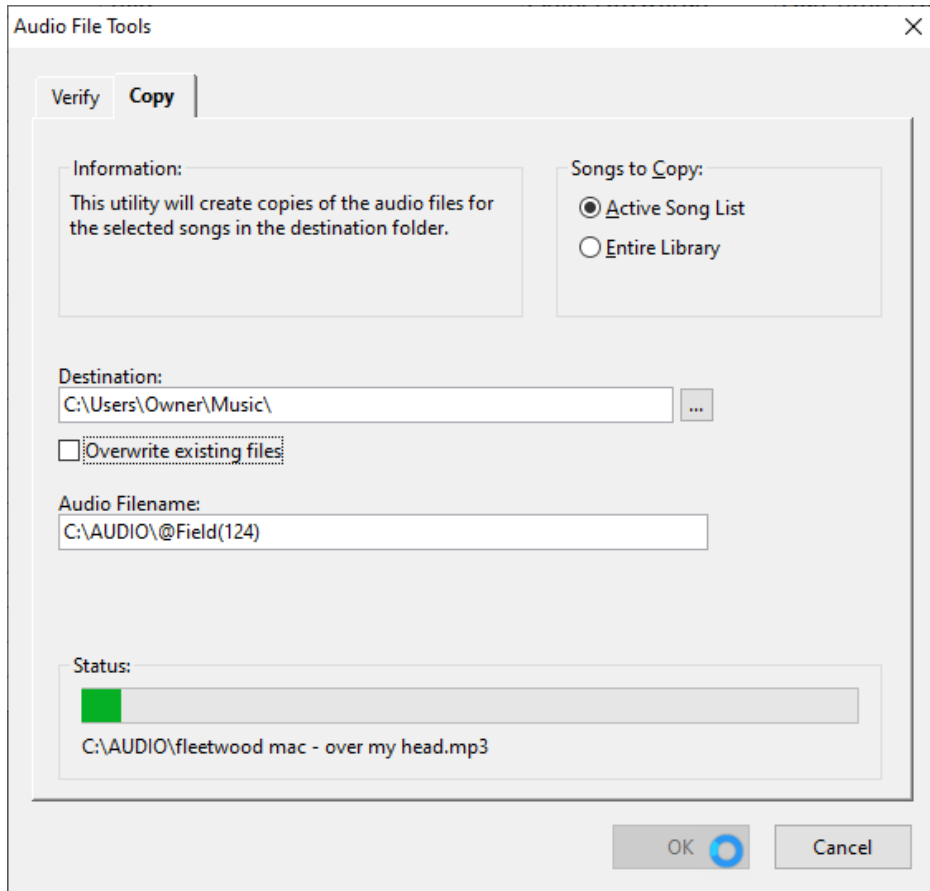 Audio File Tools
Verify
Copy
Information:
This utility will create copies of the audio files for
the selected songs in the destination folder.
Songs to Copy:
Active Song List
Entire Library
Destination:
C:\Users\Owner\Music\
...
Overwrite existing files
Audio Filename:
C:\AUDIO\@Field(124)
Status:
C:\AUDIO\fleetwood mac - over my head.mp3
OK
Cancel